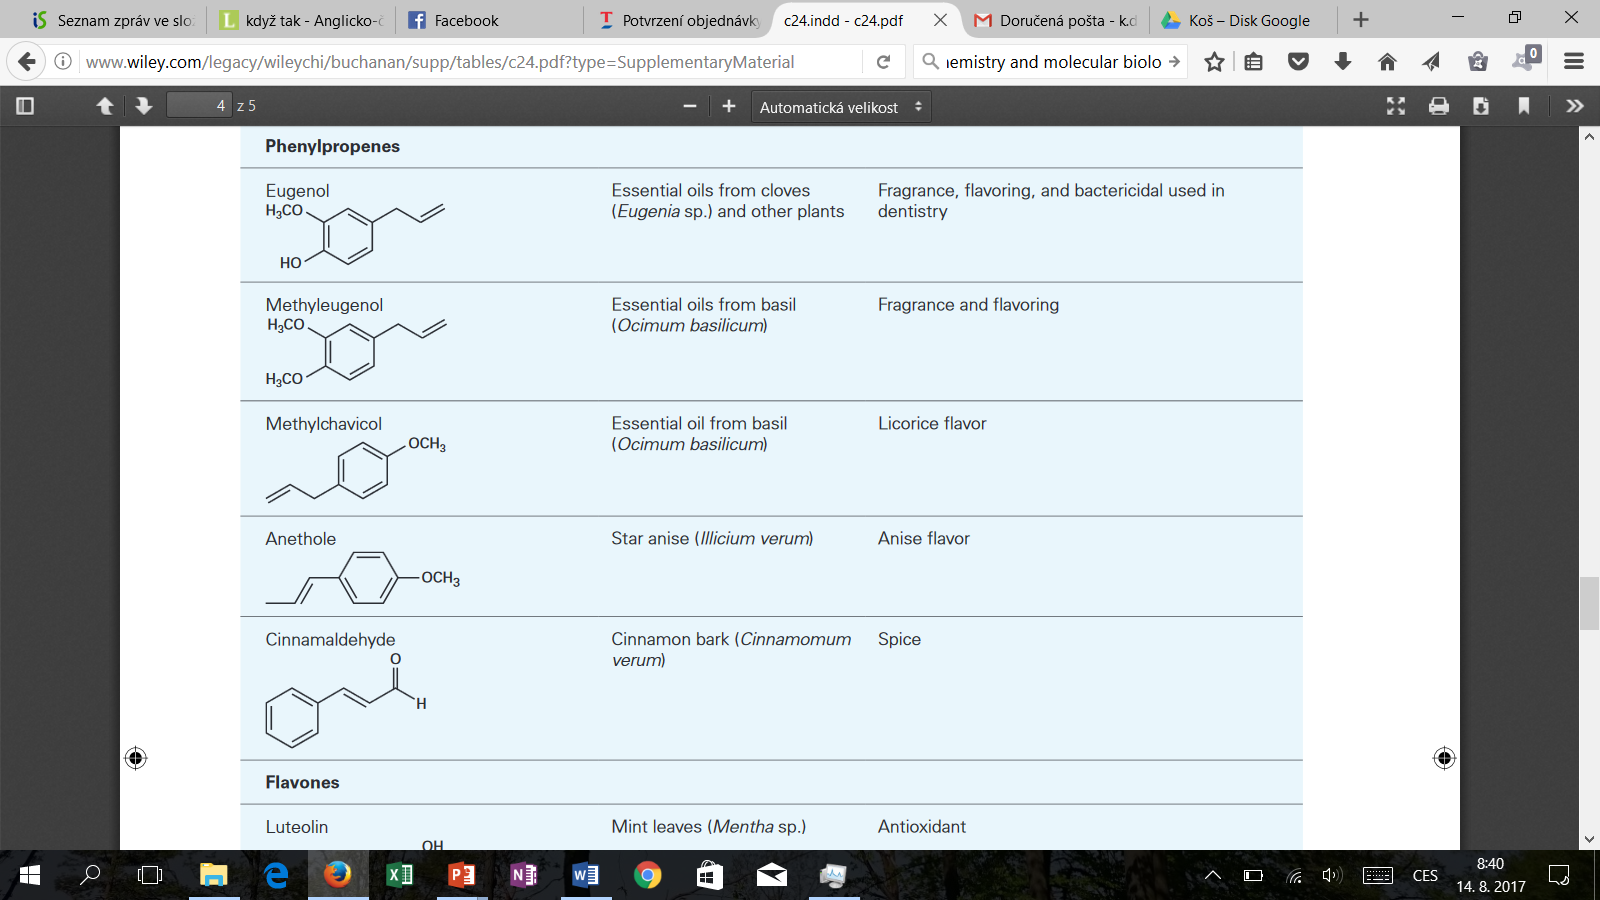 Seznam zpráv ve slo
když tak - Anglicko-č
Facebook
Potvrzení objednávk
c24.indd - c24.pdf
Doručená pošta - k.d
Koš – Disk Google
www.wiley.com/legacy/wileychi/buchanan/supp/tables/c24.pdf?type=SupplementaryMaterial
emistry and molecular biolo
0
4 z 5
Automatická velikost
Phenylpropenes
Eugenol
Essential oils from cloves
(Eugenia sp.) and other plants
Fragrance, flavoring, and bactericidal used in
dentistry
H₃CO
HO
Methyleugenol
Essential oils from basil
(Ocimum basilicum)
Fragrance and flavoring
H₃CO
H₃CO
Methylchavicol
Essential oil from basil
(Ocimum basilicum)
Licorice flavor
OCH₃
Anethole
Star anise (Illicium verum)
Anise flavor
OCH₃
Cinnamaldehyde
Cinnamon bark (Cinnamomum
verum)
Spice
O
H
Flavones
Luteolin
Mint leaves (Mentha sp.)
Antioxidant
OH
CES
8:40
14. 8. 2017